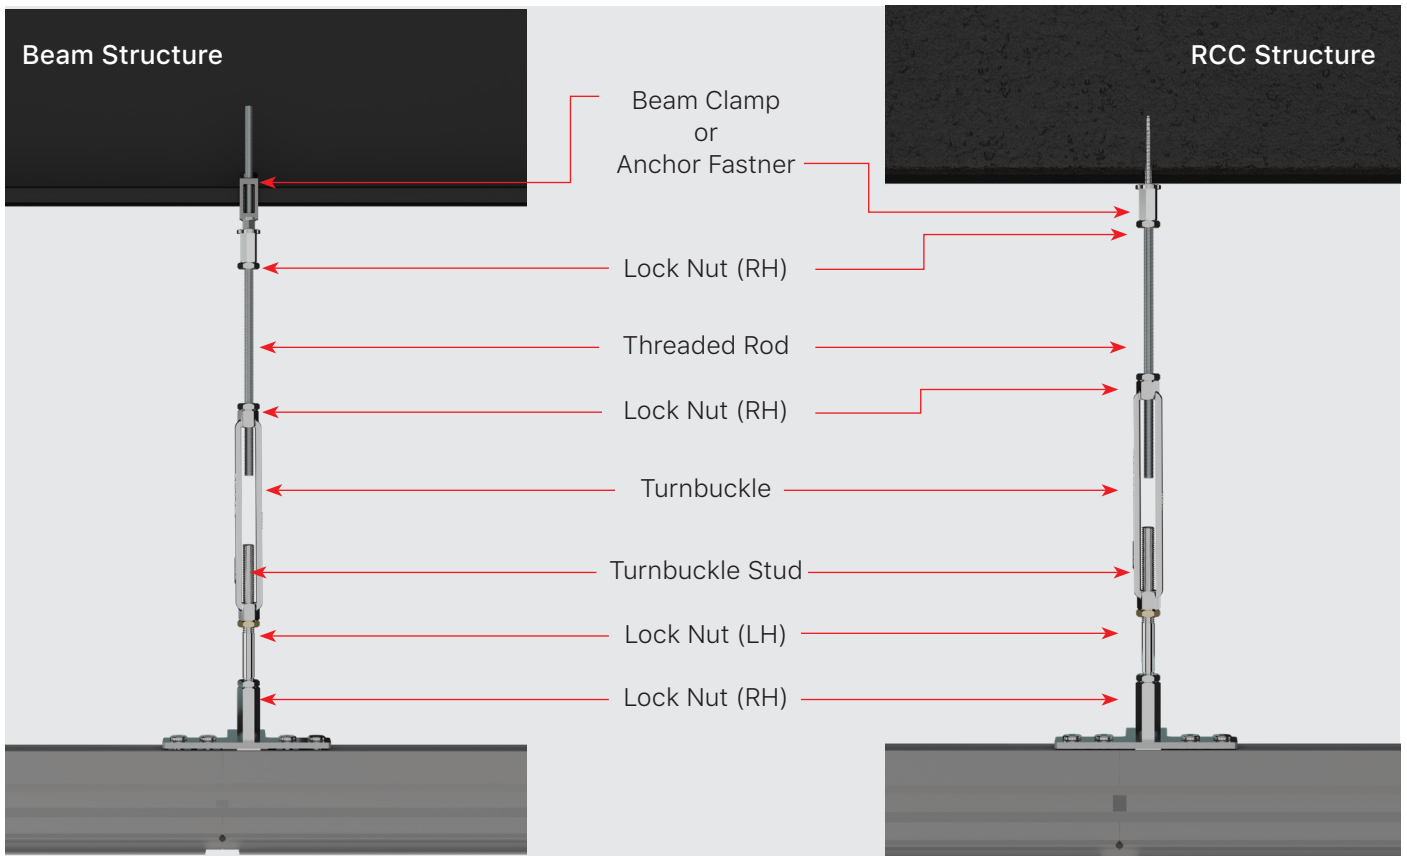 Beam Structure
RCC Structure
Beam Clamp
or
Anchor Fastner
Lock Nut (RH)
Threaded Rod
Lock Nut (RH)
Turnbuckle
Turnbuckle Stud
Lock Nut (LH)
Lock Nut (RH)